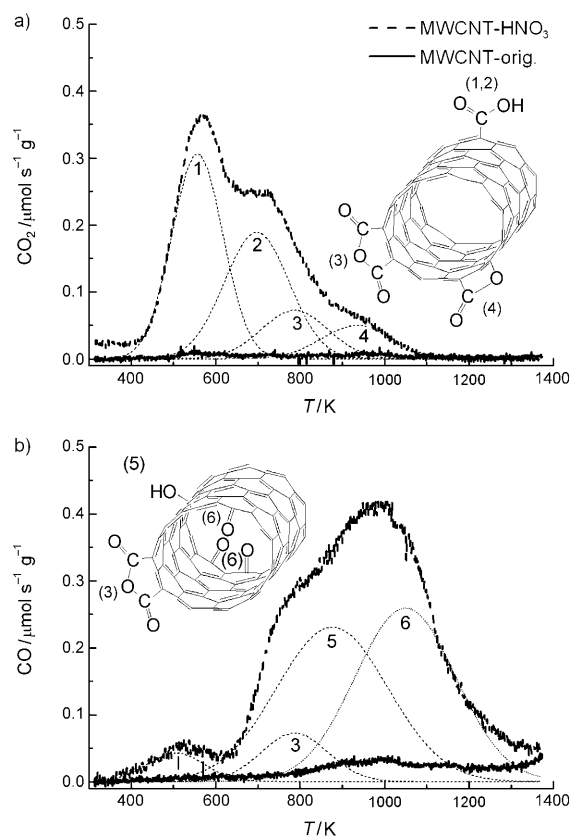 a)
0.5
0.4
0.3
0.2
0.1
0.0
CO₂ /μmol s⁻¹ g⁻¹
MWCNT-HNO₃
MWCNT-orig.
(1,2)
O
C
OH
O
C
O
(3)
C
O
O
C
O
(4)
1
2
3
4
400
600
800
1000
1200
1400
T / K
b)
0.5
0.4
0.3
0.2
0.1
0.0
CO /μmol s⁻¹ g⁻¹
(5)
HO
(6)
O
O
(6)
O
O
C
O
(3)
C
O
5
6
3
400
600
800
1000
1200
1400
T / K